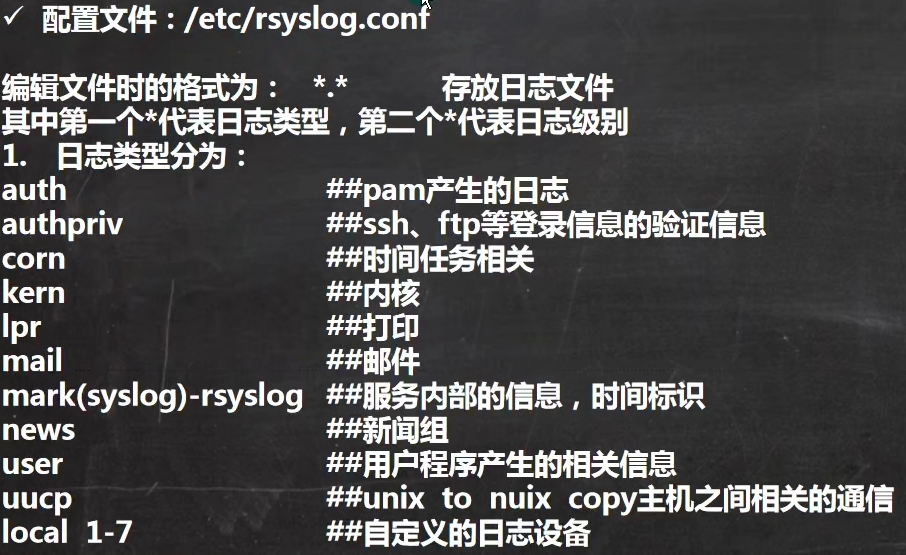 ✓ 配置文件：/etc/rsyslog.conf
编辑文件时的格式为： *.* 存放日志文件
其中第一个*代表日志类型，第二个*代表日志级别
1. 日志类型分为：
auth ##pam产生的日志
authpriv ##ssh、ftp等登录信息的验证信息
corn ##时间任务相关
kern ##内核
lpr ##打印
mail ##邮件
mark(syslog)-rsyslog ##服务内部的信息，时间标识
news ##新闻组
user ##用户程序产生的相关信息
uucp ##unix to nuix copy主机之间相关的通信
local 1-7 ##自定义的日志设备